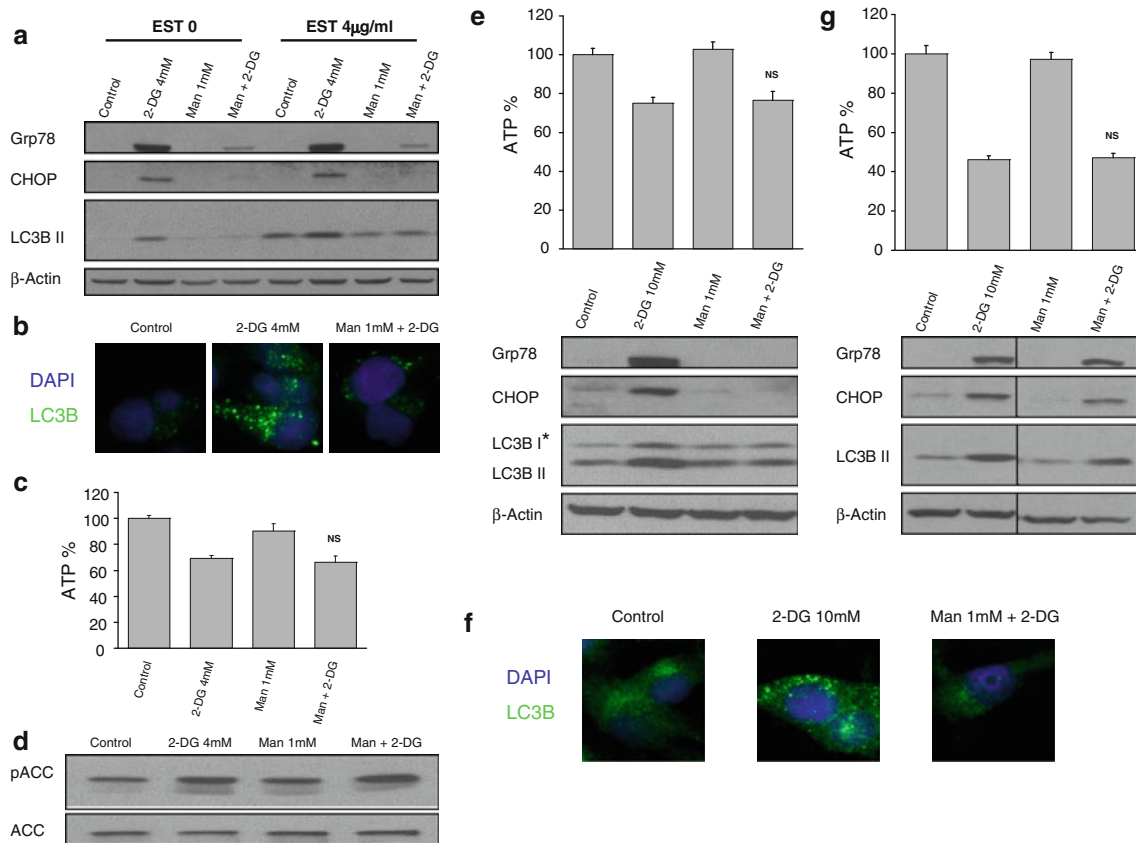 a
EST 0 EST 4µg/ml
Control 2-DG 4mM Man 1mM Man + 2-DG Control 2-DG 4mM Man 1mM Man + 2-DG
Grp78
CHOP
LC3B II
β-Actin
b
Control 2-DG 4mM Man 1mM + 2-DG
DAPI
LC3B
c
120
100
80
60
40
20
0
ATP %
NS
Control 2-DG 4mM Man 1mM Man + 2-DG
d
Control 2-DG 4mM Man 1mM Man + 2-DG
pACC
ACC
e
120
100
80
60
40
20
0
ATP %
NS
Control 2-DG 10mM Man 1mM Man + 2-DG
Grp78
CHOP
LC3B I*
LC3B II
β-Actin
f
Control 2-DG 10mM Man 1mM + 2-DG
DAPI
LC3B
g
120
100
80
60
40
20
0
ATP %
NS
Control 2-DG 10mM Man 1mM Man + 2-DG
Grp78
CHOP
LC3B II
β-Actin